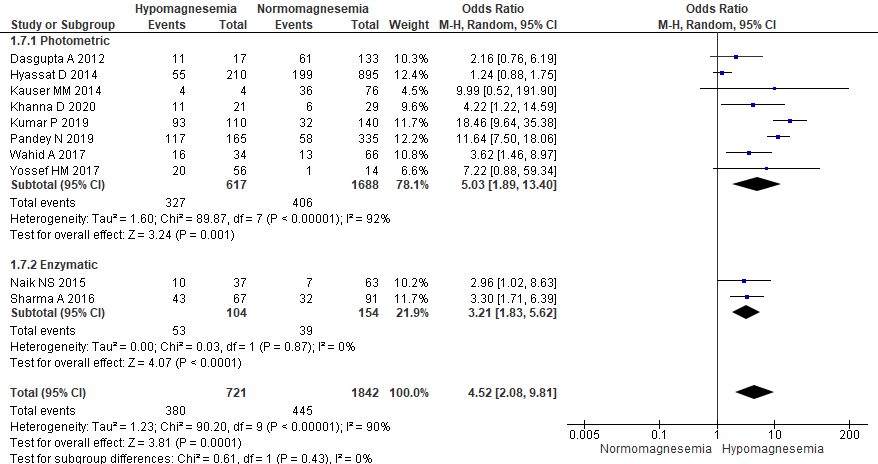 Hypomagnesemia Normomagnesemia Odds Ratio Odds Ratio
Study or Subgroup Events Total Events Total Weight M-H, Random, 95% CI M-H, Random, 95% CI
1.7.1 Photometric
Dasgupta A 2012 11 17 61 133 10.3% 2.16 [0.76, 6.19]
Hyassat D 2014 55 210 199 895 12.4% 1.24 [0.88, 1.75]
Kauser MM 2014 4 4 36 76 4.5% 9.99 [0.52, 191.90]
Khanna D 2020 11 21 6 29 9.6% 4.22 [1.22, 14.59]
Kumar P 2019 93 110 32 140 11.7% 18.46 [9.64, 35.38]
Pandey N 2019 117 165 58 335 12.2% 11.64 [7.50, 18.06]
Wahid A 2017 16 34 13 66 10.8% 3.62 [1.46, 8.97]
Yossef HM 2017 20 56 1 14 6.6% 7.22 [0.88, 59.34]
Subtotal (95% CI) 617 1688 78.1% 5.03 [1.89, 13.40]
Total events 327 406
Heterogeneity: Tau² = 1.60; Chi² = 89.87, df = 7 (P < 0.00001); I² = 92%
Test for overall effect: Z = 3.24 (P = 0.001)
1.7.2 Enzymatic
Naik NS 2015 10 37 7 63 10.2% 2.96 [1.02, 8.63]
Sharma A 2016 43 67 32 91 11.7% 3.30 [1.71, 6.39]
Subtotal (95% CI) 104 154 21.9% 3.21 [1.83, 5.62]
Total events 53 39
Heterogeneity: Tau² = 0.00; Chi² = 0.03, df = 1 (P = 0.87); I² = 0%
Test for overall effect: Z = 4.07 (P < 0.0001)
Total (95% CI) 721 1842 100.0% 4.52 [2.08, 9.81]
Total events 380 445
Heterogeneity: Tau² = 1.23; Chi² = 90.20, df = 9 (P < 0.00001); I² = 90%
Test for overall effect: Z = 3.81 (P = 0.0001)
Test for subgroup differences: Chi² = 0.61, df = 1 (P = 0.43), I² = 0%
0.005 0.1 1 10 200
Normomagnesemia Hypomagnesemia